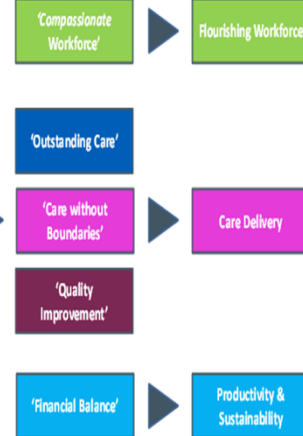 'Compassionate
Workforce'
Flourishing Workforce
'Outstanding Care'
'Care without
Boundaries'
Care Delivery
'Quality
Improvement'
'Financial Balance'
Productivity &
Sustainability